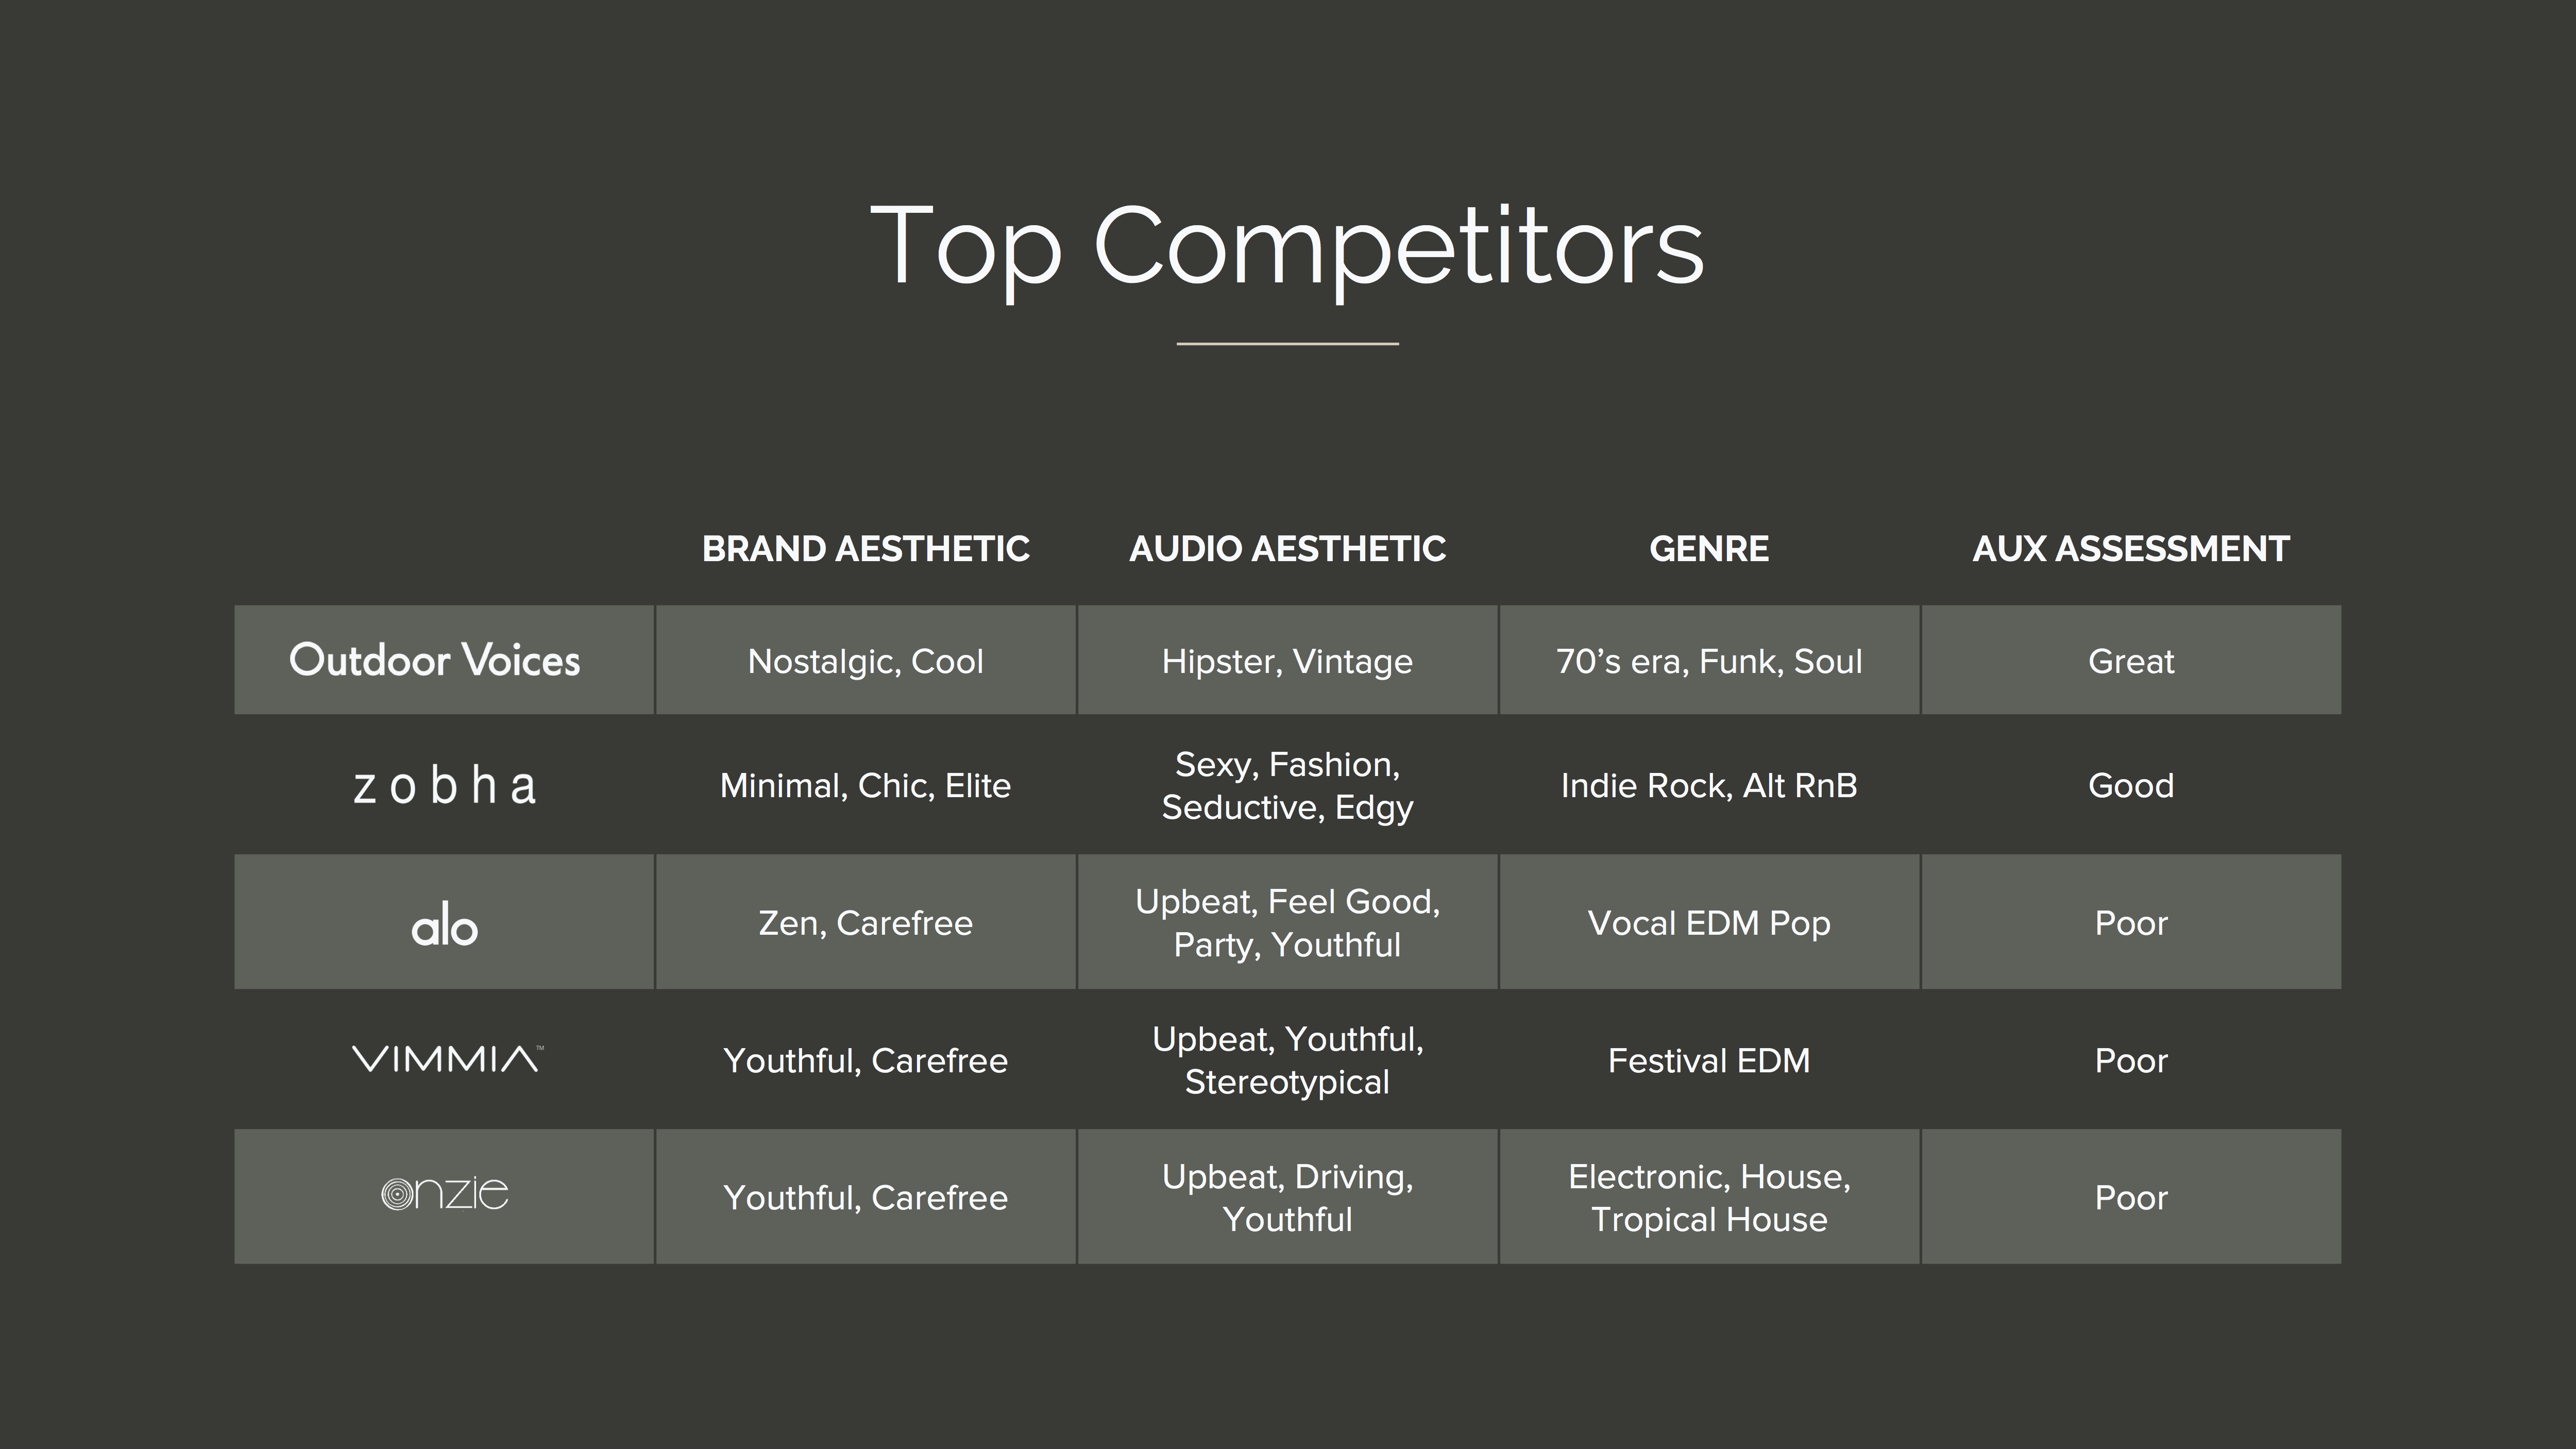 Top Competitors
BRAND AESTHETIC AUDIO AESTHETIC GENRE AUX ASSESSMENT
Outdoor Voices Nostalgic, Cool Hipster, Vintage 70’s era, Funk, Soul Great
zobha Minimal, Chic, Elite Sexy, Fashion,
Seductive, Edgy Indie Rock, Alt RnB Good
alo Zen, Carefree Upbeat, Feel Good,
Party, Youthful Vocal EDM Pop Poor
VIMMIA™ Youthful, Carefree Upbeat, Youthful,
Stereotypical Festival EDM Poor
onzie Youthful, Carefree Upbeat, Driving,
Youthful Electronic, House,
Tropical House Poor